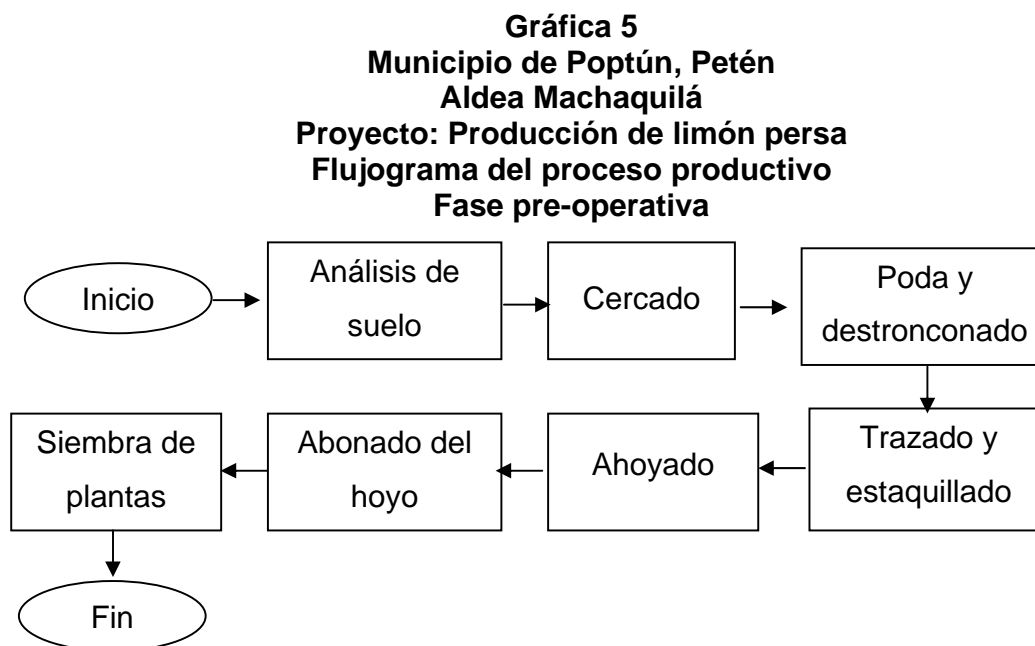 Gráfica 5
Municipio de Poptún, Petén
Aldea Machaquilá
Proyecto: Producción de limón persa
Flujograma del proceso productivo
Fase pre-operativa
Inicio
Análisis de
suelo
Cercado
Poda y
destronconado
Trazado y
estaquillado
Ahoyado
Abonado del
hoyo
Siembra de
plantas
Fin